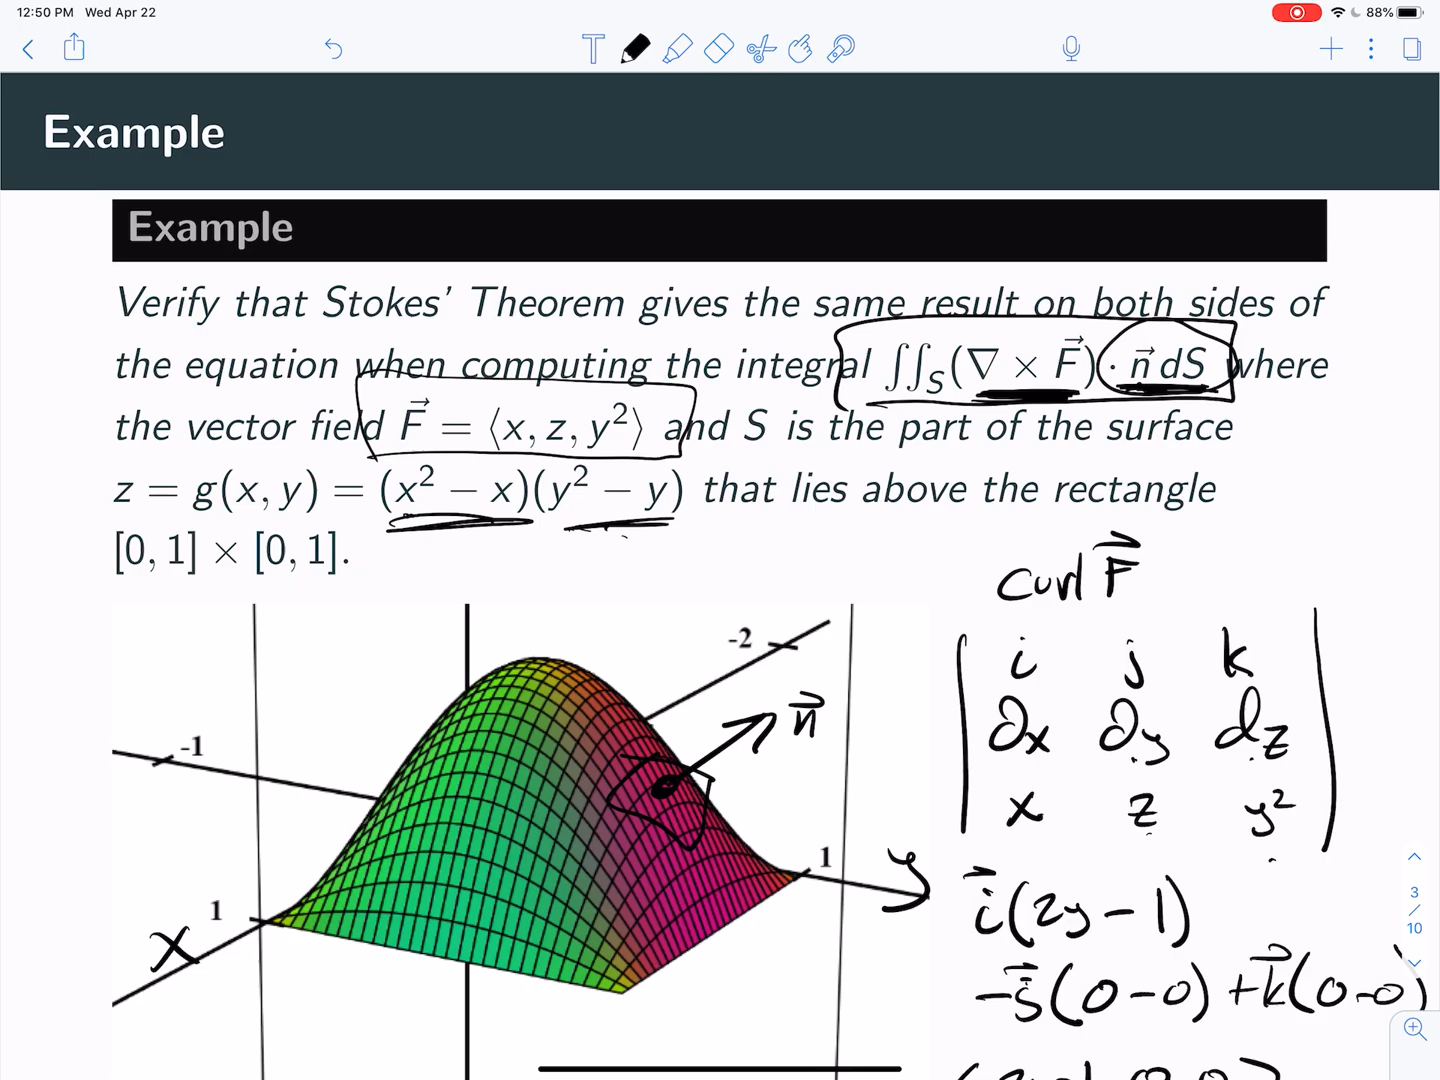 12:50 PM Wed Apr 22
88%
T
Example
Example
Verify that Stokes' Theorem gives the same result on both sides of
the equation when computing the integral ∬_S(∇ × F⃗) · n⃗ dS where
the vector field F⃗ = ⟨x, z, y²⟩ and S is the part of the surface
z = g(x, y) = (x² − x)(y² − y) that lies above the rectangle
[0, 1] × [0, 1].
curl F⃗
i j k
∂x ∂y ∂z
x z y²
i⃗(2y − 1)
−j⃗(0−0) + k⃗(0−0)
-2
n⃗
-1
1
y
1
x
3
/
10